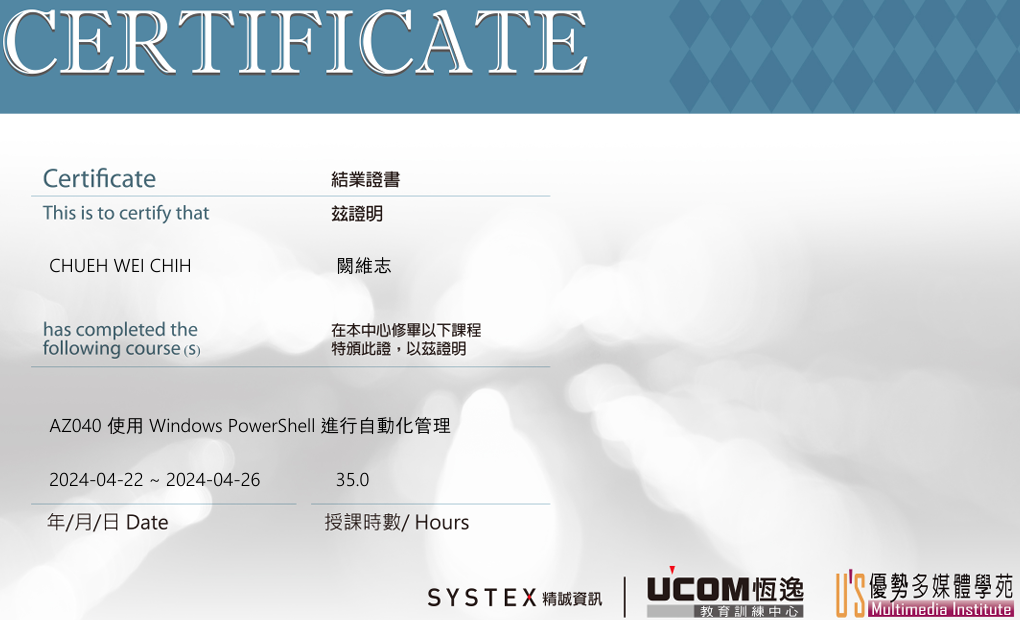 CERTIFICATE
Certificate 結業證書
This is to certify that 茲證明
CHUEH WEI CHIH 闕維志
has completed the 在本中心修畢以下課程
following course (S) 特頒此證，以茲證明
AZ040 使用 Windows PowerShell 進行自動化管理
2024-04-22 ~ 2024-04-26 35.0
年/月/日 Date 授課時數/ Hours
SYSTEX 精誠資訊
UCOM 恆逸
教育訓練中心
U'S 優勢多媒體學苑
Multimedia Institute